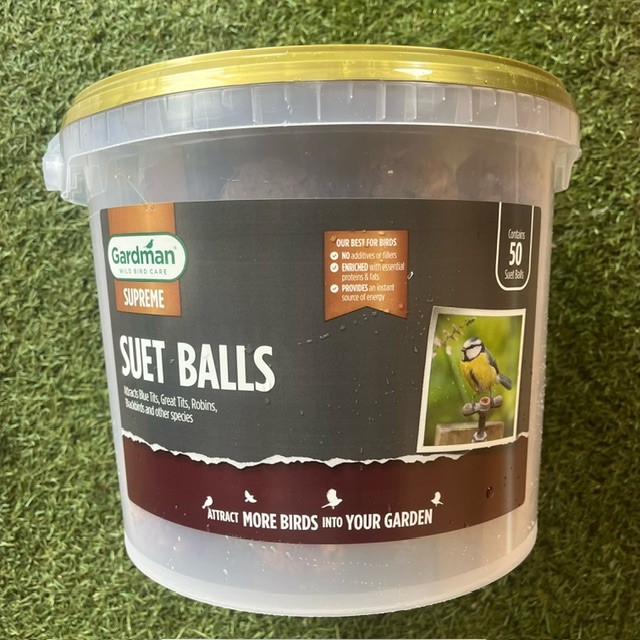 Gardman®
WILD BIRD CARE
SUPREME
OUR BEST FOR BIRDS
NO additives or fillers
ENRICHED with essential
proteins & fats
PROVIDES an instant
source of energy
Contains
50
Suet Balls
SUET BALLS
Attracts Blue Tits, Great Tits, Robins,
Blackbirds and other species
ATTRACT MORE BIRDS INTO YOUR GARDEN